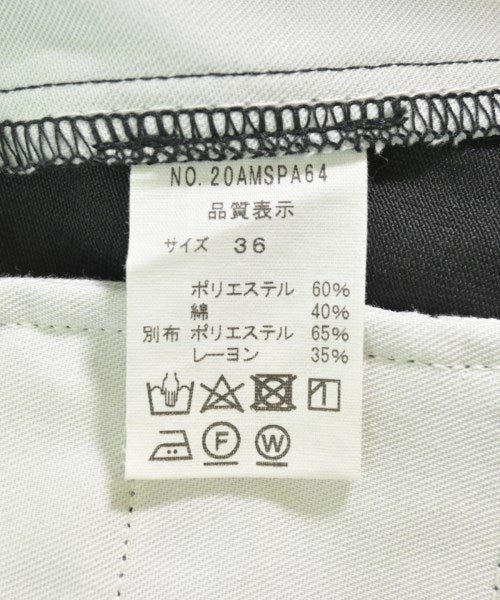 NO. 20AMSPA64
品質表示
サイズ 36
ポリエステル 60%
綿 40%
別布 ポリエステル 65%
レーヨン 35%
F W